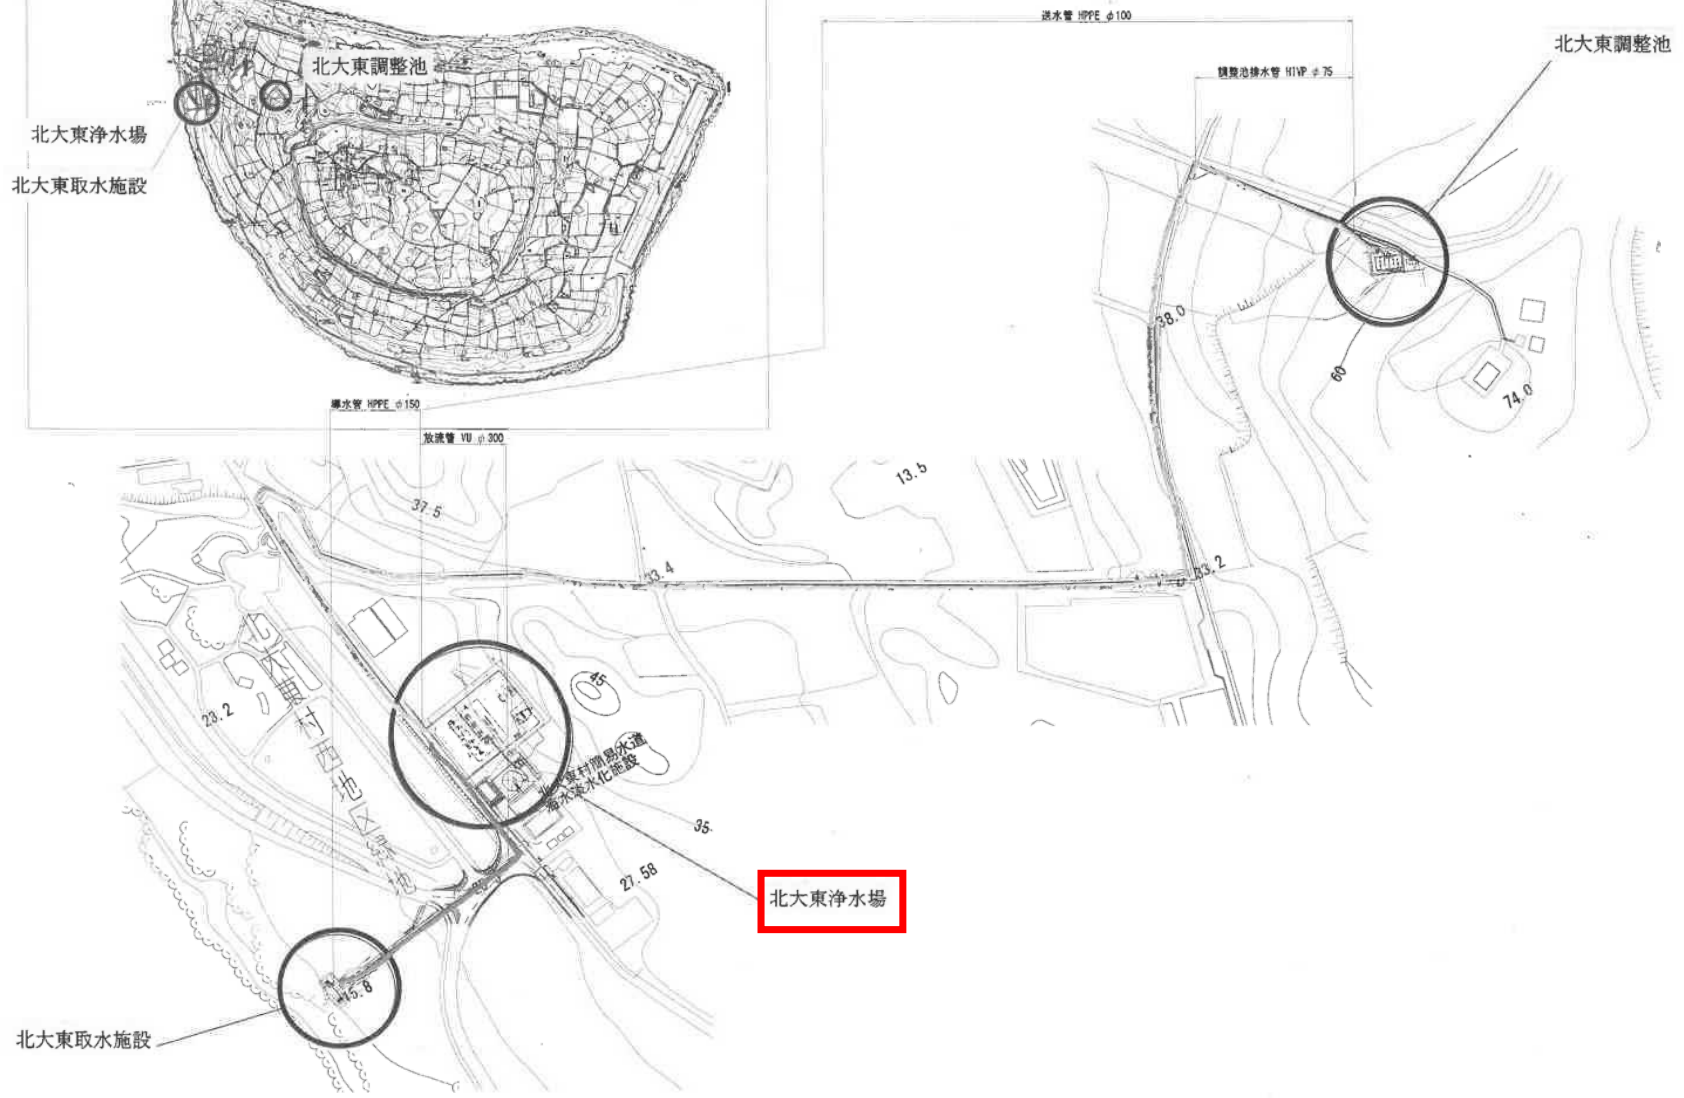 送水管 HPPE φ100
北大東調整池
調整池排水管 HIVP φ75
北大東調整池
北大東浄水場
北大東取水施設
38.0
60
74.0
導水管 HPPE φ150
放流管 VU φ300
37.5
13.5
33.4
33.2
45
23.2
北大東村西地区緑地
北大東村簡易水道
海水淡水化施設
35
27.58
北大東浄水場
15.8
北大東取水施設